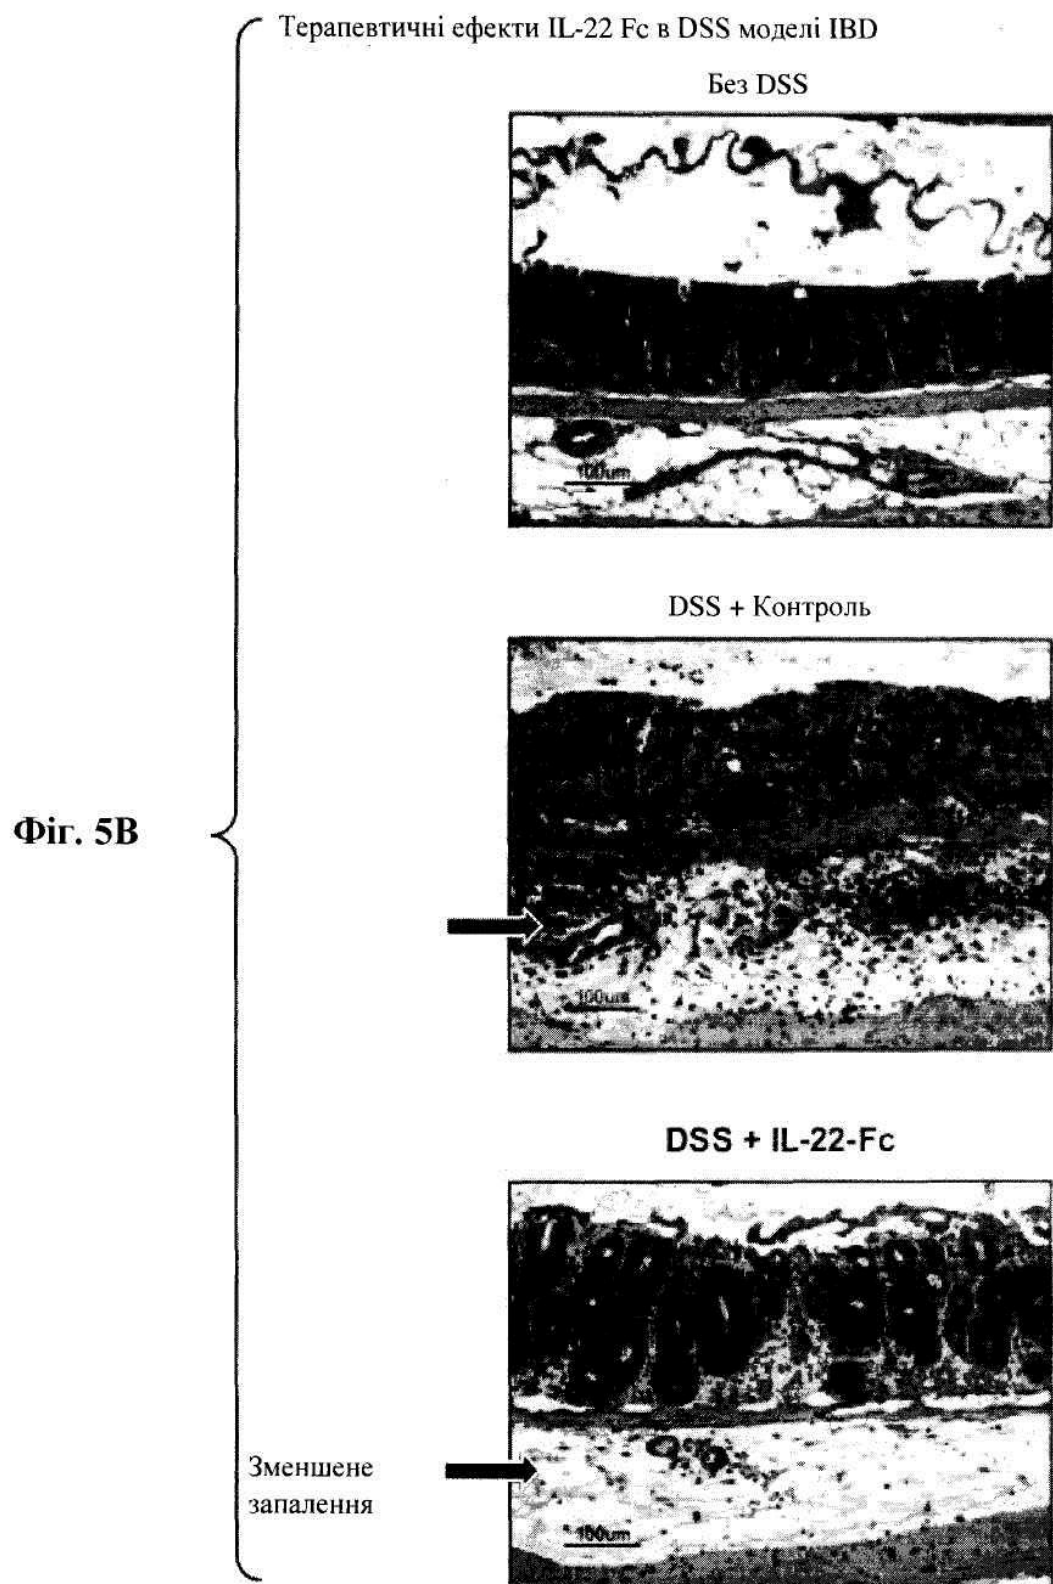 Терапевтичні ефекти IL-22 Fc в DSS моделі IBD
Без DSS
100um
DSS + Контроль
100um
Фіг. 5В
DSS + IL-22-Fc
Зменшене
запалення
100um